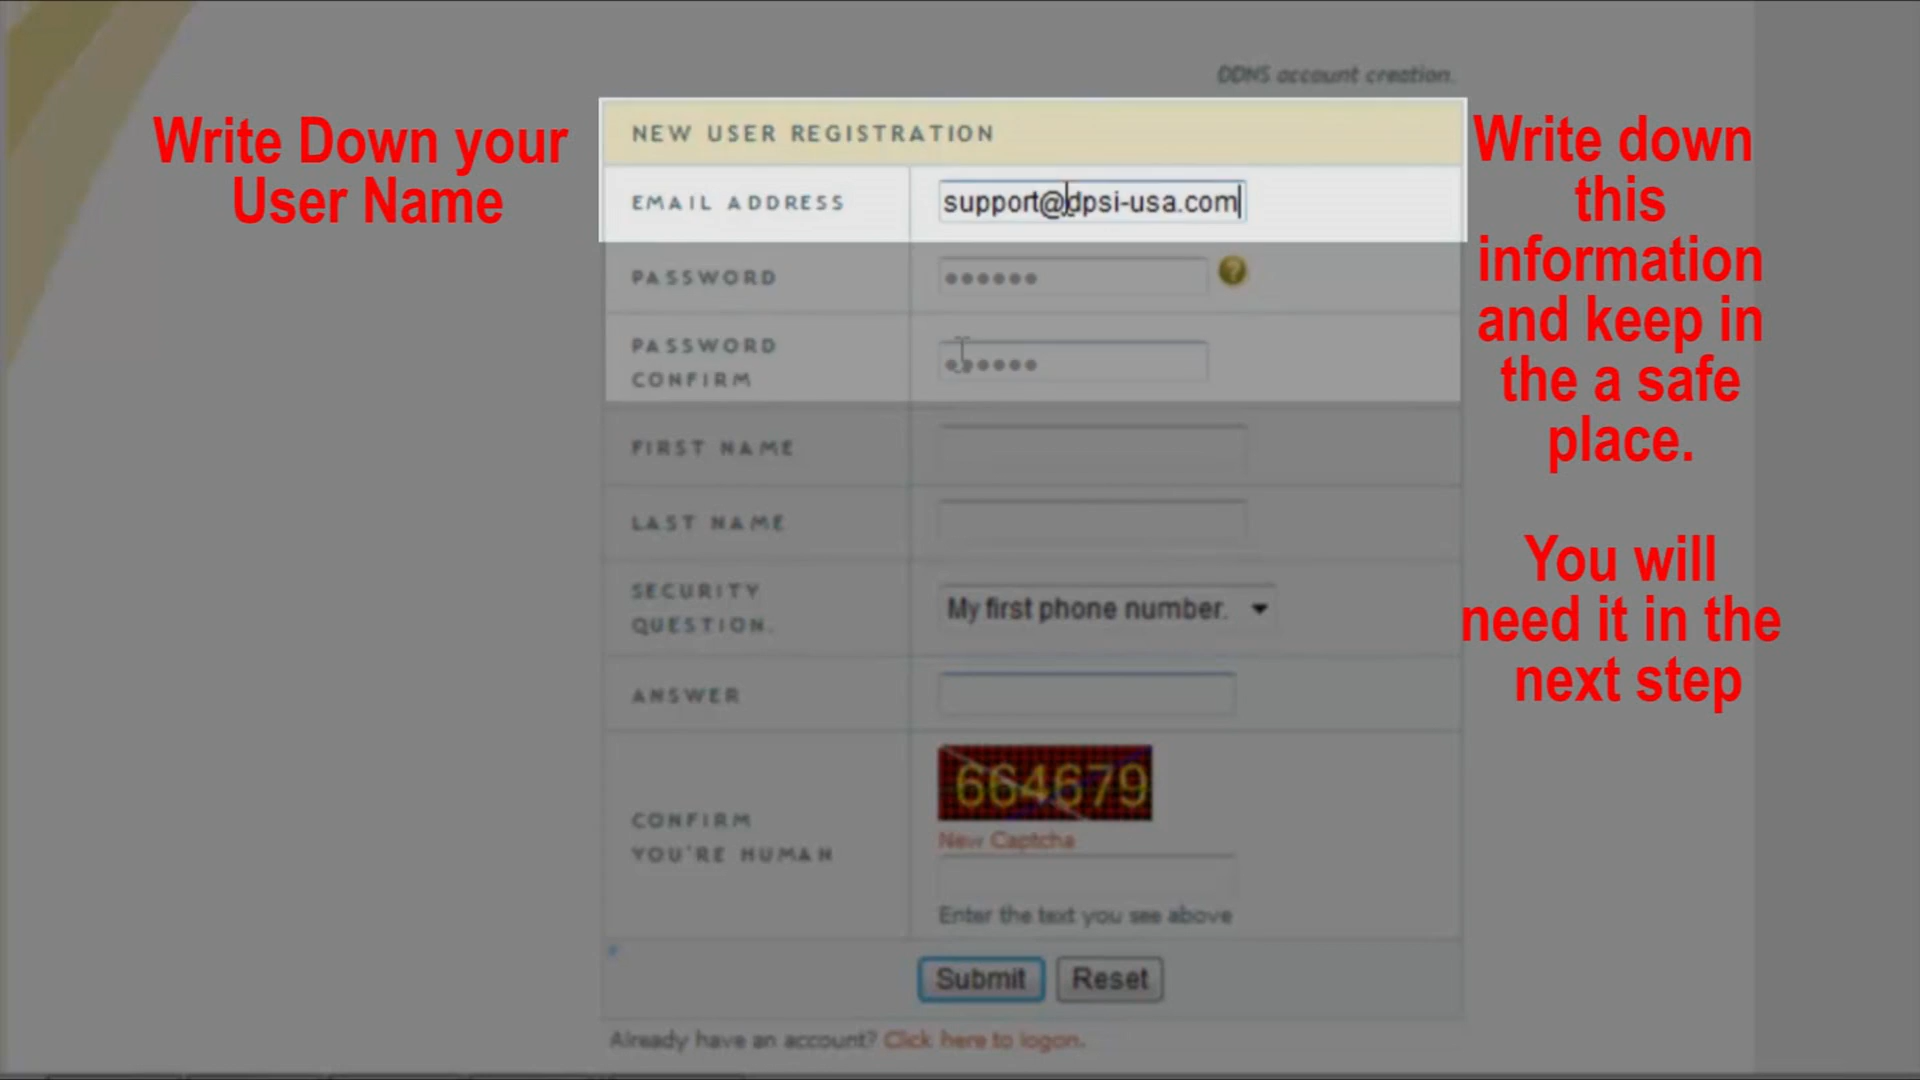 DDNS account creation.
Write Down your
User Name
NEW USER REGISTRATION
EMAIL ADDRESS
support@dpsi-usa.com
PASSWORD
••••••
?
PASSWORD
CONFIRM
••••••
FIRST NAME
LAST NAME
SECURITY
QUESTION.
My first phone number.
ANSWER
CONFIRM
YOU'RE HUMAN
664679
New Captcha
Enter the text you see above
Submit
Reset
Already have an account? Click here to logon.
Write down
this
information
and keep in
the a safe
place.
You will
need it in the
next step